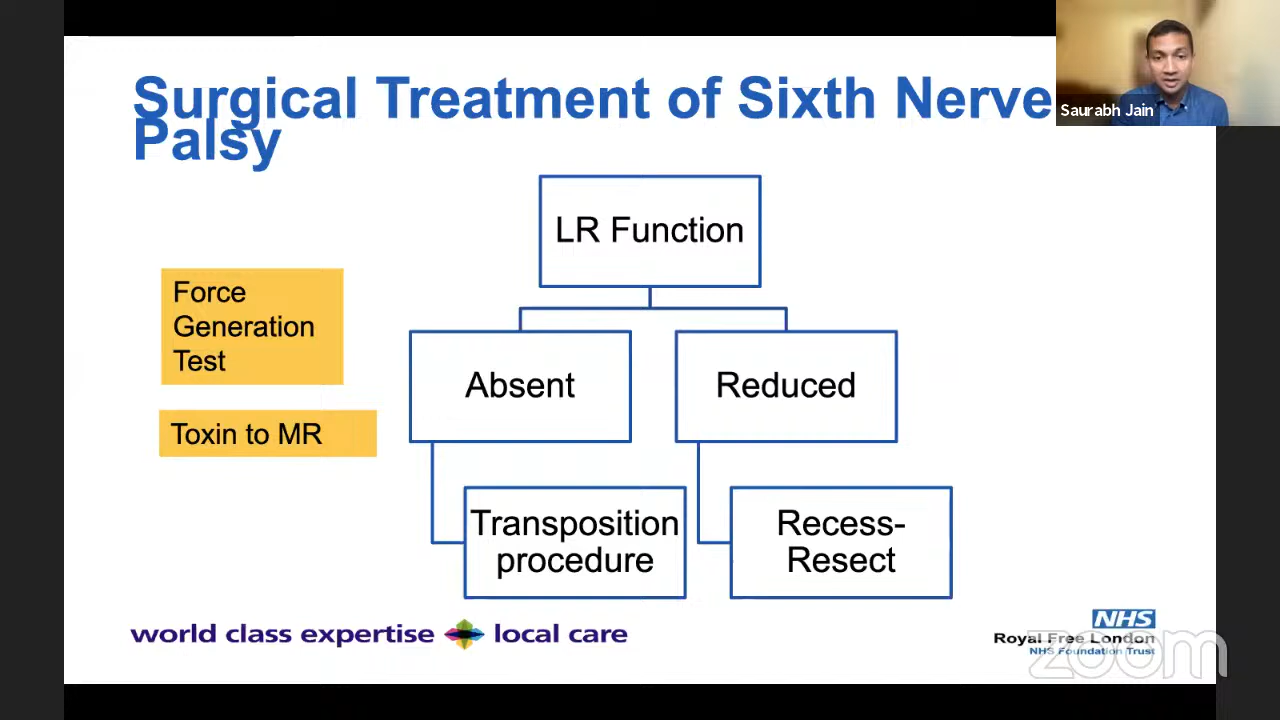 Surgical Treatment of Sixth Nerve
Palsy
Saurabh Jain
LR Function
Force
Generation
Test
Absent
Reduced
Toxin to MR
Transposition
procedure
Recess-
Resect
world class expertise local care
NHS
Royal Free London
NHS Foundation Trust
zoom